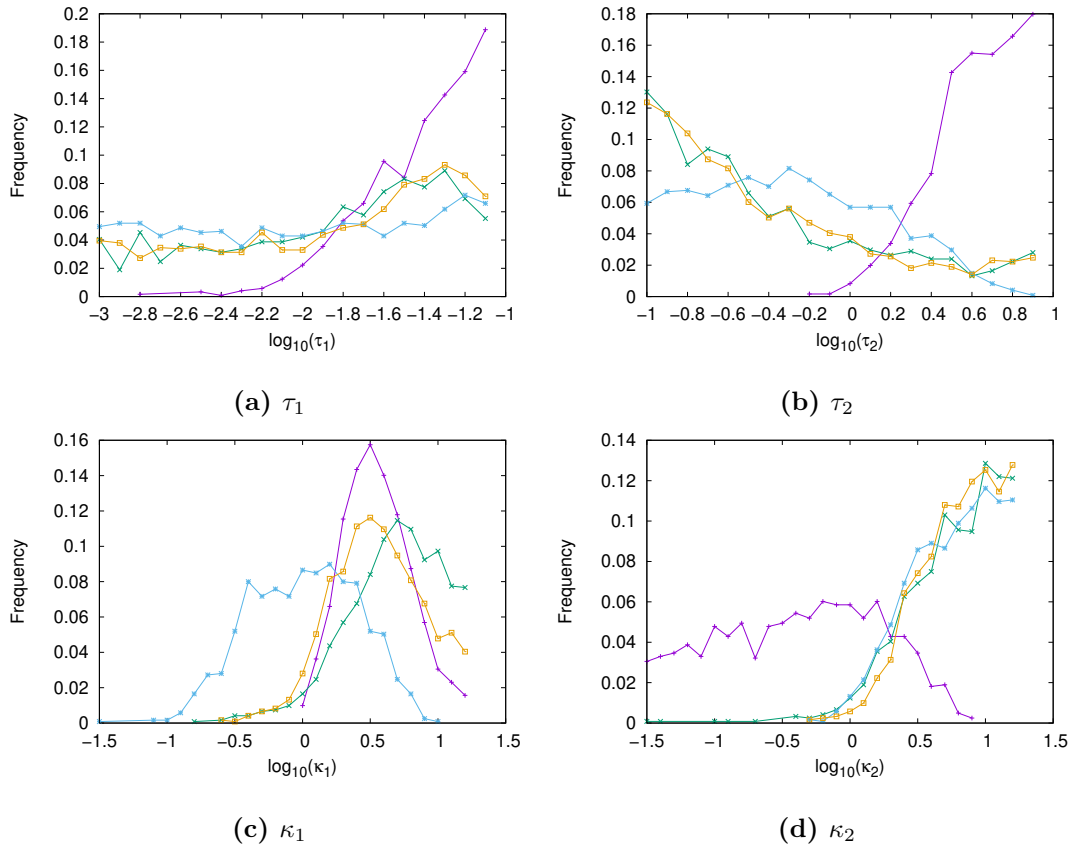 0.2
0.18
0.16
0.14
0.12
0.1
0.08
0.06
0.04
0.02
0
Frequency
−3 −2.8 −2.6 −2.4 −2.2 −2 −1.8 −1.6 −1.4 −1.2 −1
log10(τ1)
(a) τ1
0.18
0.16
0.14
0.12
0.1
0.08
0.06
0.04
0.02
0
Frequency
−1 −0.8 −0.6 −0.4 −0.2 0 0.2 0.4 0.6 0.8 1
log10(τ2)
(b) τ2
0.16
0.14
0.12
0.1
0.08
0.06
0.04
0.02
0
Frequency
−1.5 −1 −0.5 0 0.5 1 1.5
log10(κ1)
(c) κ1
0.14
0.12
0.1
0.08
0.06
0.04
0.02
0
Frequency
−1.5 −1 −0.5 0 0.5 1 1.5
log10(κ2)
(d) κ2